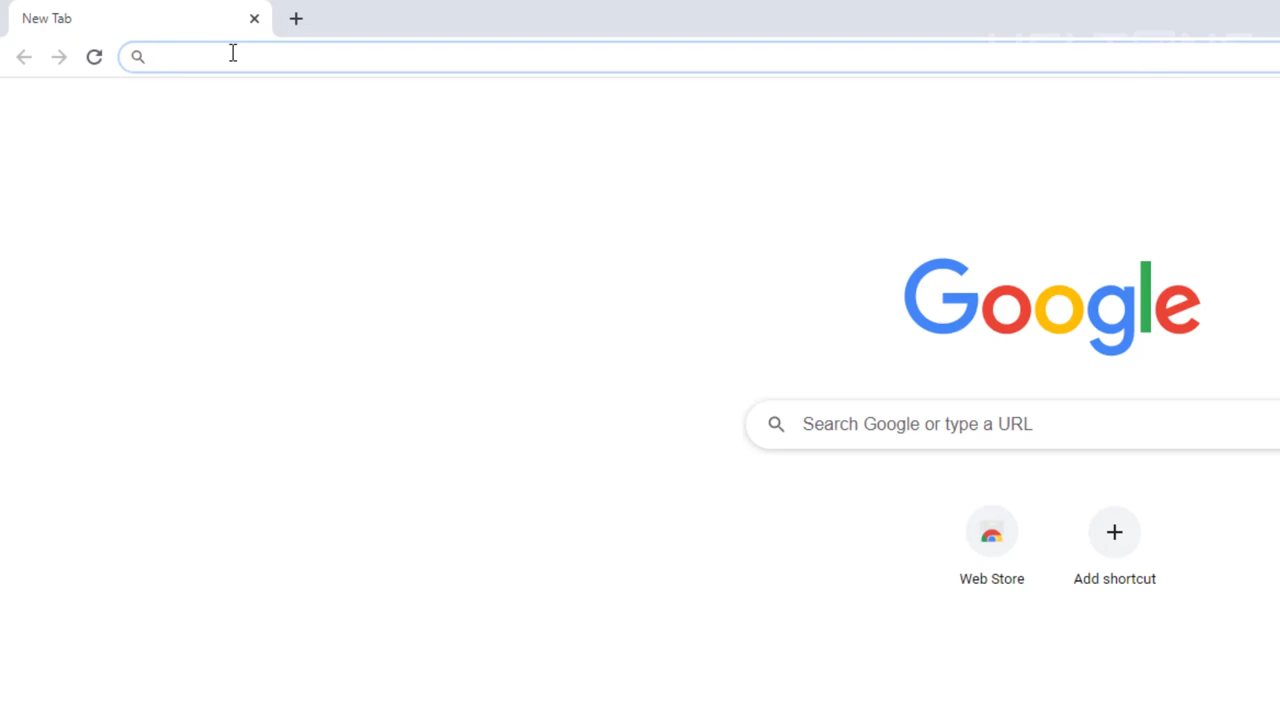 New Tab
Google
Search Google or type a URL
Web Store
Add shortcut